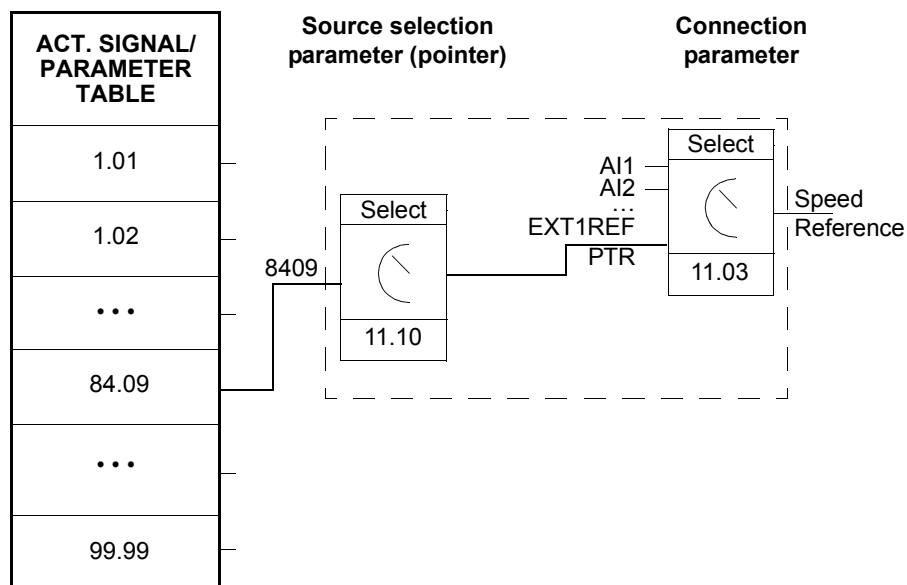 ACT. SIGNAL/
PARAMETER
TABLE
1.01
1.02
•••
84.09
•••
99.99
Source selection
parameter (pointer)
8409
Select
11.10
Connection
parameter
AI1
AI2
…
EXT1REF
PTR
Select
11.03
Speed
Reference